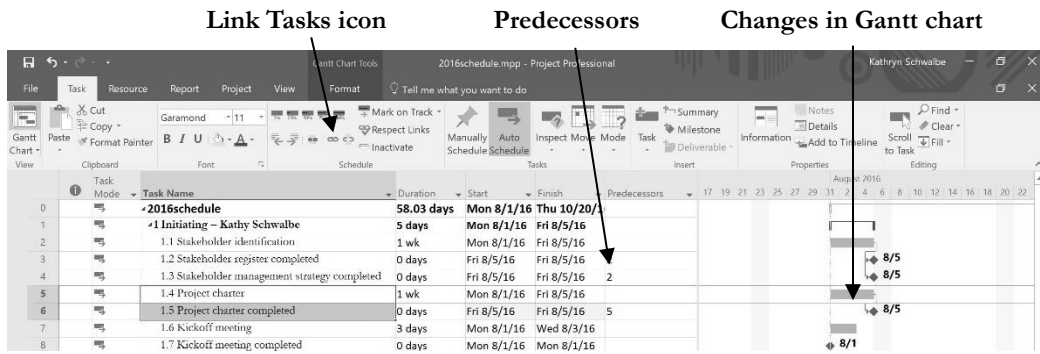 Link Tasks icon Predecessors Changes in Gantt chart
Gantt Chart Tools 2016schedule.mpp - Project Professional Kathryn Schwalbe
File Task Resource Report Project View Format Tell me what you want to do
Cut Garamond 11 Mark on Track Summary Notes Find
Copy Respect Links Milestone Details Clear
Gantt Chart Paste Format Painter B I U A Inactivate Manually Schedule Auto Schedule Inspect Move Mode Task Deliverable Information Add to Timeline Scroll to Task Fill
View Clipboard Font Schedule Tasks Insert Properties Editing
Task Mode Task Name Duration Start Finish Predecessors August 2016
17 19 21 23 25 27 29 31 2 4 6 8 10 12 14 16 18 20 22
0 2016schedule 58.03 days Mon 8/1/16 Thu 10/20/1
1 1 Initiating – Kathy Schwalbe 5 days Mon 8/1/16 Fri 8/5/16
2 1.1 Stakeholder identification 1 wk Mon 8/1/16 Fri 8/5/16
3 1.2 Stakeholder register completed 0 days Fri 8/5/16 Fri 8/5/16 8/5
4 1.3 Stakeholder management strategy completed 0 days Fri 8/5/16 Fri 8/5/16 2 8/5
5 1.4 Project charter 1 wk Mon 8/1/16 Fri 8/5/16
6 1.5 Project charter completed 0 days Fri 8/5/16 Fri 8/5/16 5 8/5
7 1.6 Kickoff meeting 3 days Mon 8/1/16 Wed 8/3/16
8 1.7 Kickoff meeting completed 0 days Mon 8/1/16 Mon 8/1/16 8/1